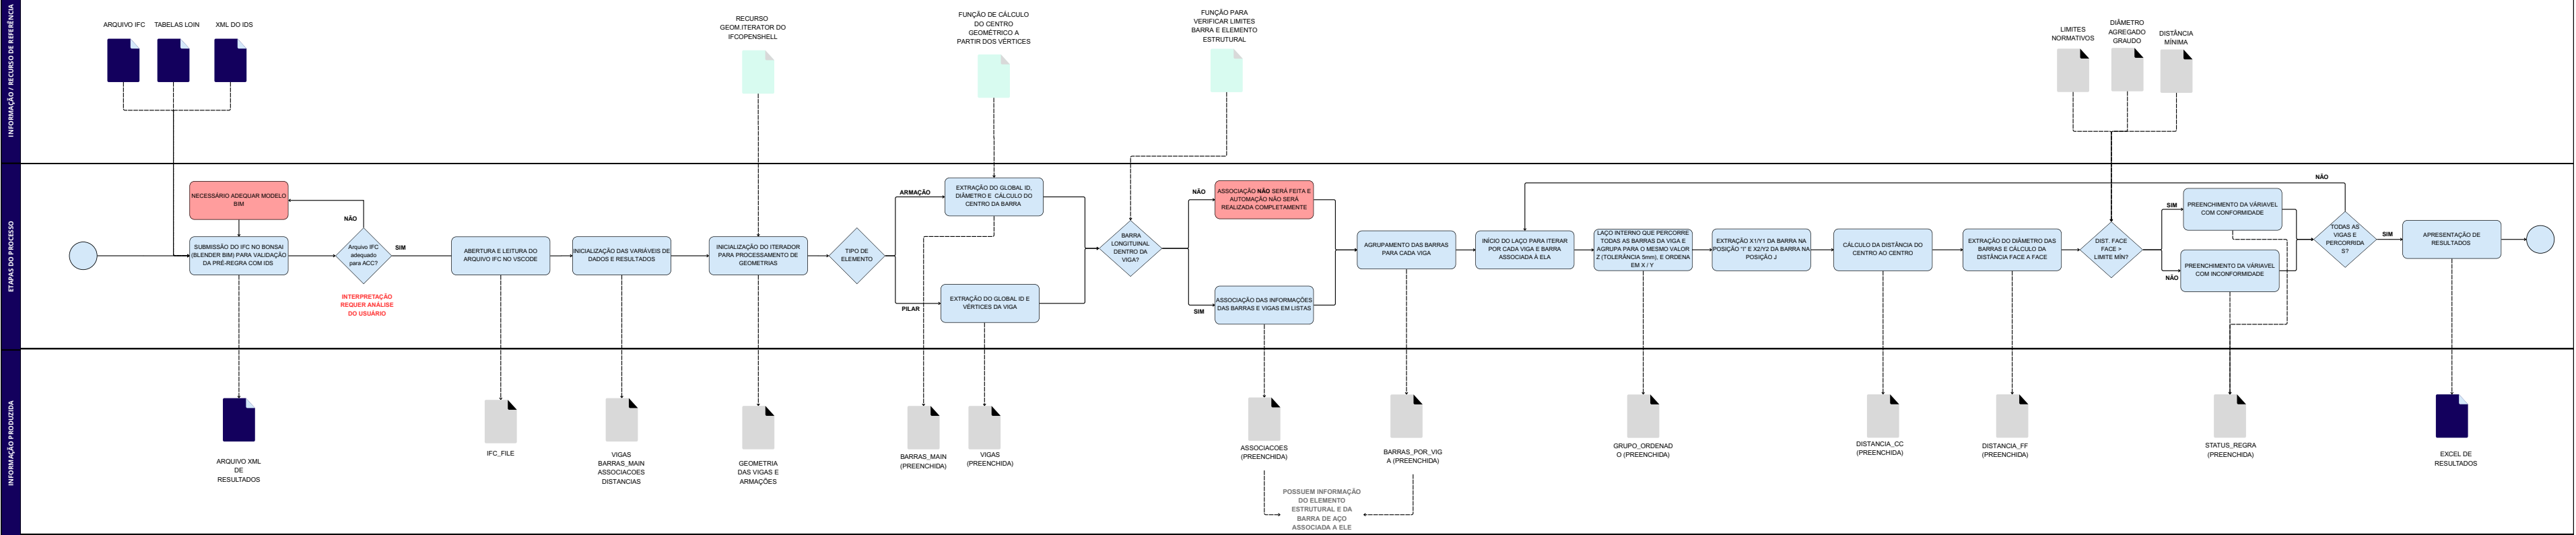 INFORMAÇÃO / RECURSO DE REFERÊNCIA
ARQUIVO IFC
TABELAS LOIN
XML DO IDS
RECURSO
GEOM.ITERATOR DO
IFCOPENSHELL
FUNÇÃO DE CÁLCULO
DO CENTRO
GEOMÉTRICO A
PARTIR DOS VÉRTICES
FUNÇÃO PARA
VERIFICAR LIMITES
BARRA E ELEMENTO
ESTRUTURAL
LIMITES
NORMATIVOS
DIÂMETRO
AGREGADO
GRAUDO
DISTÂNCIA
MÍNIMA
ETAPAS DO PROCESSO
NECESSÁRIO ADEQUAR MODELO
BIM
SUBMISSÃO DO IFC NO BONSAI
(BLENDER BIM) PARA VALIDAÇÃO
DA PRÉ-REGRA COM IDS
NÃO
Arquivo IFC
adequado
para ACC?
SIM
INTERPRETAÇÃO
REQUER ANÁLISE
DO USUÁRIO
ABERTURA E LEITURA DO
ARQUIVO IFC NO VSCODE
INICIALIZAÇÃO DAS VARIÁVEIS DE
DADOS E RESULTADOS
INICIALIZAÇÃO DO ITERADOR
PARA PROCESSAMENTO DE
GEOMETRIAS
TIPO DE
ELEMENTO
ARMAÇÃO
EXTRAÇÃO DO GLOBAL ID,
DIÂMETRO E CÁLCULO DO
CENTRO DA BARRA
PILAR
EXTRAÇÃO DO GLOBAL ID E
VÉRTICES DA VIGA
BARRA
LONGITUINAL
DENTRO DA
VIGA?
NÃO
ASSOCIAÇÃO NÃO SERÁ FEITA E
AUTOMAÇÃO NÃO SERÁ
REALIZADA COMPLETAMENTE
SIM
ASSOCIAÇÃO DAS INFORMAÇÕES
DAS BARRAS E VIGAS EM LISTAS
AGRUPAMENTO DAS BARRAS
PARA CADA VIGA
INÍCIO DO LAÇO PARA ITERAR
POR CADA VIGA E BARRA
ASSOCIADA À ELA
LAÇO INTERNO QUE PERCORRE
TODAS AS BARRAS DA VIGA E
AGRUPA PARA O MESMO VALOR
Z (TOLERÂNCIA 5mm), E ORDENA
EM X / Y
EXTRAÇÃO X1/Y1 DA BARRA NA
POSIÇÃO "I" E X2/Y2 DA BARRA NA
POSIÇÃO J
CÁLCULO DA DISTÂNCIA DO
CENTRO AO CENTRO
EXTRAÇÃO DO DIÂMETRO DAS
BARRAS E CÁLCULO DA
DISTÂNCIA FACE A FACE
DIST. FACE
FACE >
LIMITE MÍN?
SIM
PREENCHIMENTO DA VÁRIAVEL
COM CONFORMIDADE
NÃO
PREENCHIMENTO DA VÁRIAVEL
COM INCONFORMIDADE
NÃO
TODAS AS
VIGAS E
PERCORRIDA
S?
SIM
APRESENTAÇÃO DE
RESULTADOS
INFORMAÇÃO PRODUZIDA
ARQUIVO XML
DE
RESULTADOS
IFC_FILE
VIGAS
BARRAS_MAIN
ASSOCIACOES
DISTANCIAS
GEOMETRIA
DAS VIGAS E
ARMAÇÕES
BARRAS_MAIN
(PREENCHIDA)
VIGAS
(PREENCHIDA)
ASSOCIACOES
(PREENCHIDA)
BARRAS_POR_VIG
A (PREENCHIDA)
POSSUEM INFORMAÇÃO
DO ELEMENTO
ESTRUTURAL E DA
BARRA DE AÇO
ASSOCIADA A ELE
GRUPO_ORDENAD
O (PREENCHIDA)
DISTANCIA_CC
(PREENCHIDA)
DISTANCIA_FF
(PREENCHIDA)
STATUS_REGRA
(PREENCHIDA)
EXCEL DE
RESULTADOS